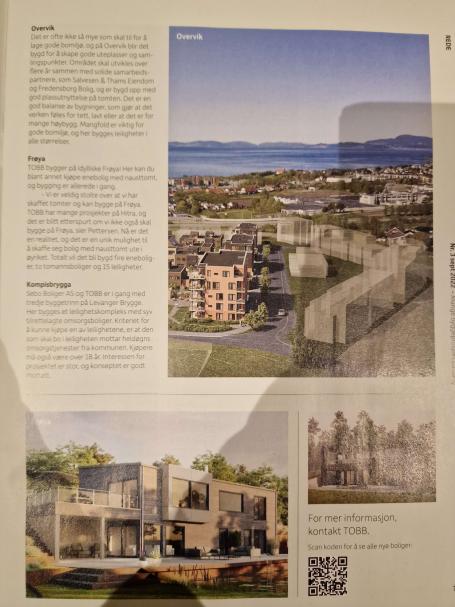 Overvik
Det er ofte ikke så mye som skal til for å
lage gode bomiljø, og på Overvik blir det
bygd for å skape gode uteplasser og sam-
lingspunkter. Området skal utvikles over
flere år sammen med solide samarbeids-
partnere, som Salvesen & Thams Eiendom
og Fredensborg Bolig, og er bygd opp med
god plassutnyttelse på tomten. Det er en
god balanse av bygninger, som gjør at det
verken føles for tett, lavt eller at det er for
mange høybygg. Mangfold er viktig for
gode bomiljø, og her bygges leiligheter i
alle størrelser.
Frøya
TOBB bygger på idylliske Frøya! Her kan du
blant annet kjøpe enebolig med nausttomt,
og bygging er allerede i gang.
- Vi er veldig stolte over at vi har
skaffet tomter og kan bygge på Frøya.
TOBB har mange prosjekter på Hitra, og
det er blitt etterspurt om vi ikke også skal
bygge på Frøya, sier Pettersen. Nå er det
en realitet, og det er en unik mulighet til
å skaffe seg bolig med nausttomt ute i
øyriket. Totalt vil det bli bygd fire enebolig-
er, to tomannsboliger og 15 leiligheter.
Kompisbrygga
Sebo Boliger AS og TOBB er i gang med
tredje byggetrinn på Levanger Brygge.
Her bygges et leilighetskompleks med syv
tilrettelagte omsorgsboliger. Kriteriet for
å kunne kjøpe en av leilighetene, er at den
som skal bo i leiligheten mottar heldøgns
omsorgstjenester fra kommunen. Kjøpere
må også være over 18 år. Interessen for
prosjektet er stor, og konseptet er godt
mottatt.
Overvik
REDE
Nr. 3 sept 2022
For mer informasjon,
kontakt TOBB.
Scan koden for å se alle nye boliger: